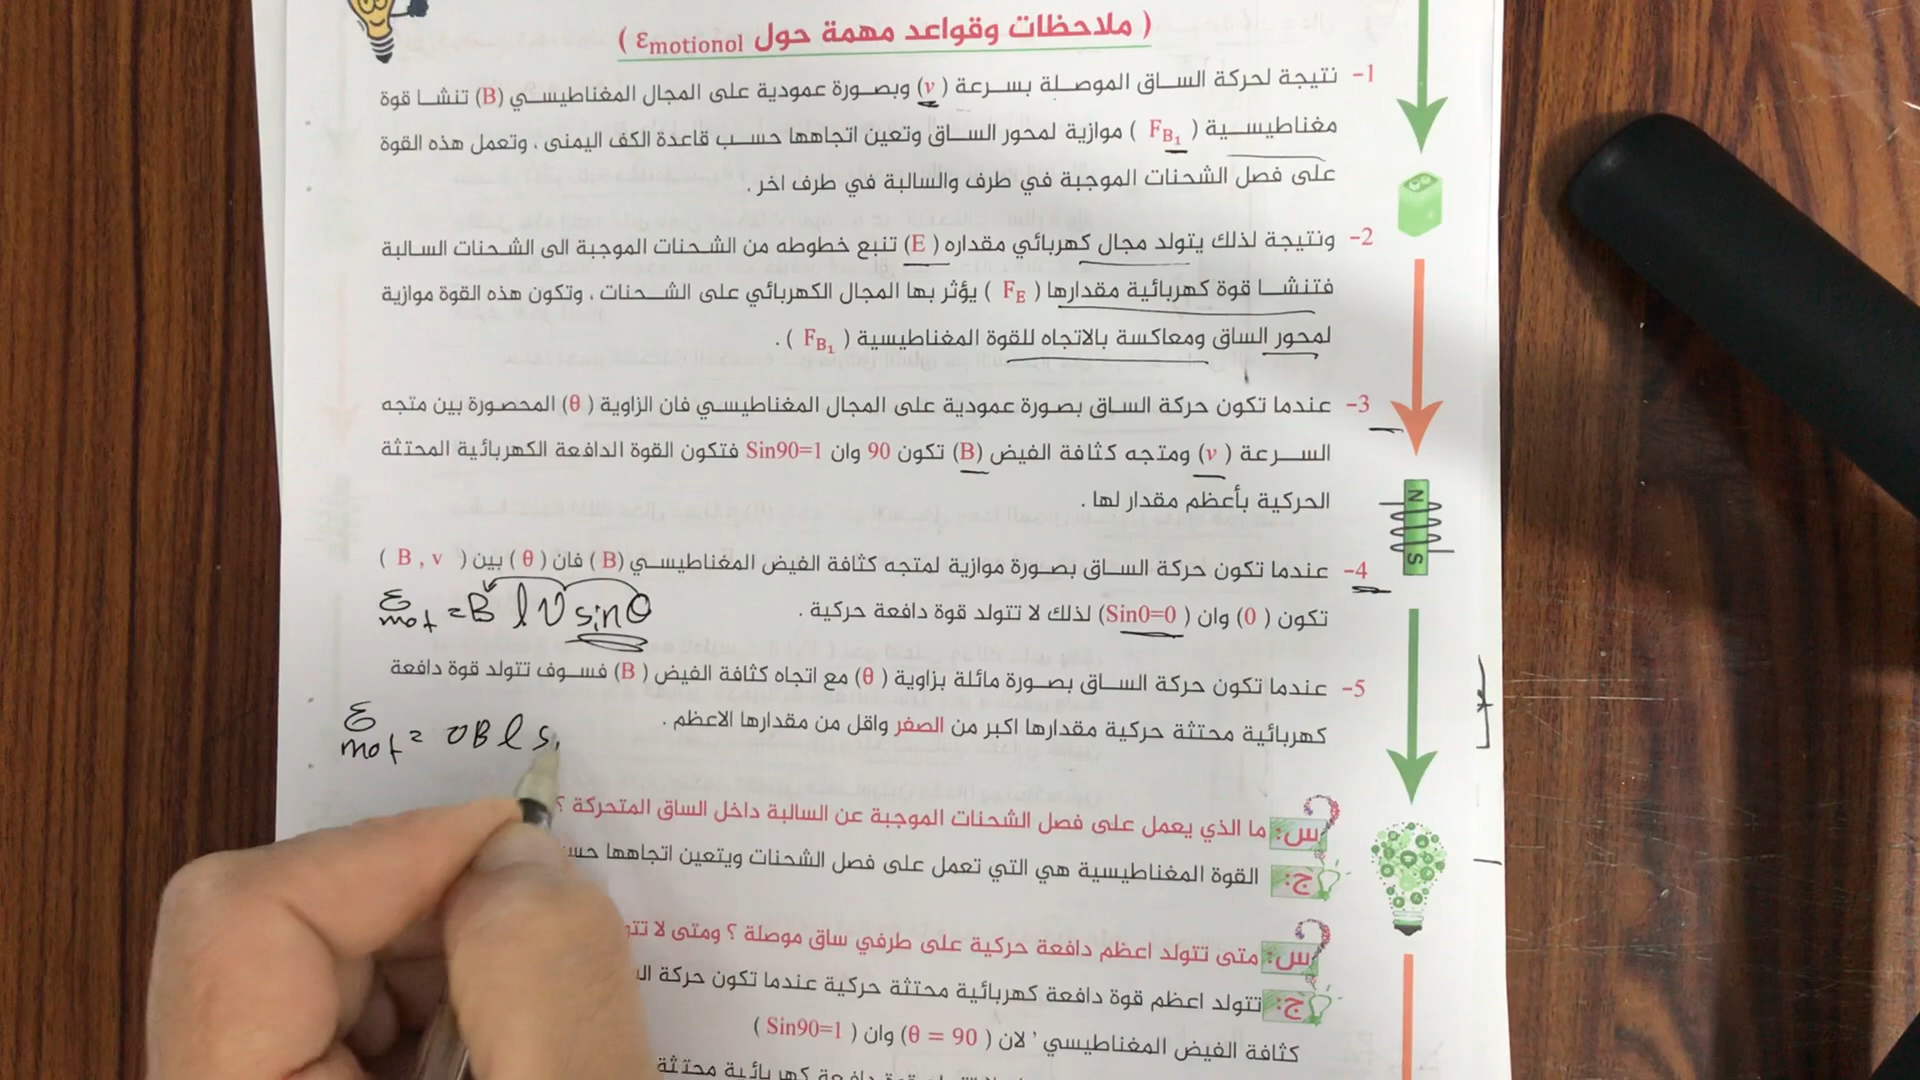 ( ملاحظات وقواعد مهمة حول εmotionol )
1- نتيجة لحركة الساق الموصلة بسرعة ( v ) وبصورة عمودية على المجال المغناطيسي (B) تنشا قوة
مغناطيسية ( FB1 ) موازية لمحور الساق وتعين اتجاهها حسب قاعدة الكف اليمنى ، وتعمل هذه القوة
على فصل الشحنات الموجبة في طرف والسالبة في طرف اخر .
2- ونتيجة لذلك يتولد مجال كهربائي مقداره ( E ) تنبع خطوطه من الشحنات الموجبة الى الشحنات السالبة
فتنشا قوة كهربائية مقدارها ( FE ) يؤثر بها المجال الكهربائي على الشحنات ، وتكون هذه القوة موازية
لمحور الساق ومعاكسة بالاتجاه للقوة المغناطيسية ( FB1 ) .
3- عندما تكون حركة الساق بصورة عمودية على المجال المغناطيسي فان الزاوية ( θ ) المحصورة بين متجه
السرعة ( v ) ومتجه كثافة الفيض (B) تكون 90 وان Sin90=1 فتكون القوة الدافعة الكهربائية المحتثة
الحركية بأعظم مقدار لها .
N
S
4- عندما تكون حركة الساق بصورة موازية لمتجه كثافة الفيض المغناطيسي (B ) فان ( θ ) بين ( B , v )
تكون ( 0 ) وان ( Sin0=0 ) لذلك لا تتولد قوة دافعة حركية .
εmot = B l v sinθ
5- عندما تكون حركة الساق بصورة مائلة بزاوية ( θ ) مع اتجاه كثافة الفيض ( B ) فسوف تتولد قوة دافعة
كهربائية محتثة حركية مقدارها اكبر من الصفر واقل من مقدارها الاعظم .
εmot = υ B l s
س: ما الذي يعمل على فصل الشحنات الموجبة عن السالبة داخل الساق المتحركة ؟
ج: القوة المغناطيسية هي التي تعمل على فصل الشحنات ويتعين اتجاهها
س: متى تتولد اعظم دافعة حركية على طرفي ساق موصلة ؟ ومتى لا
ج: تتولد اعظم قوة دافعة كهربائية محتثة حركية عندما تكون حركة
كثافة الفيض المغناطيسي ' لان ( θ = 90 ) وان ( Sin90=1 )
قوة دافعة كهربائية محتثة